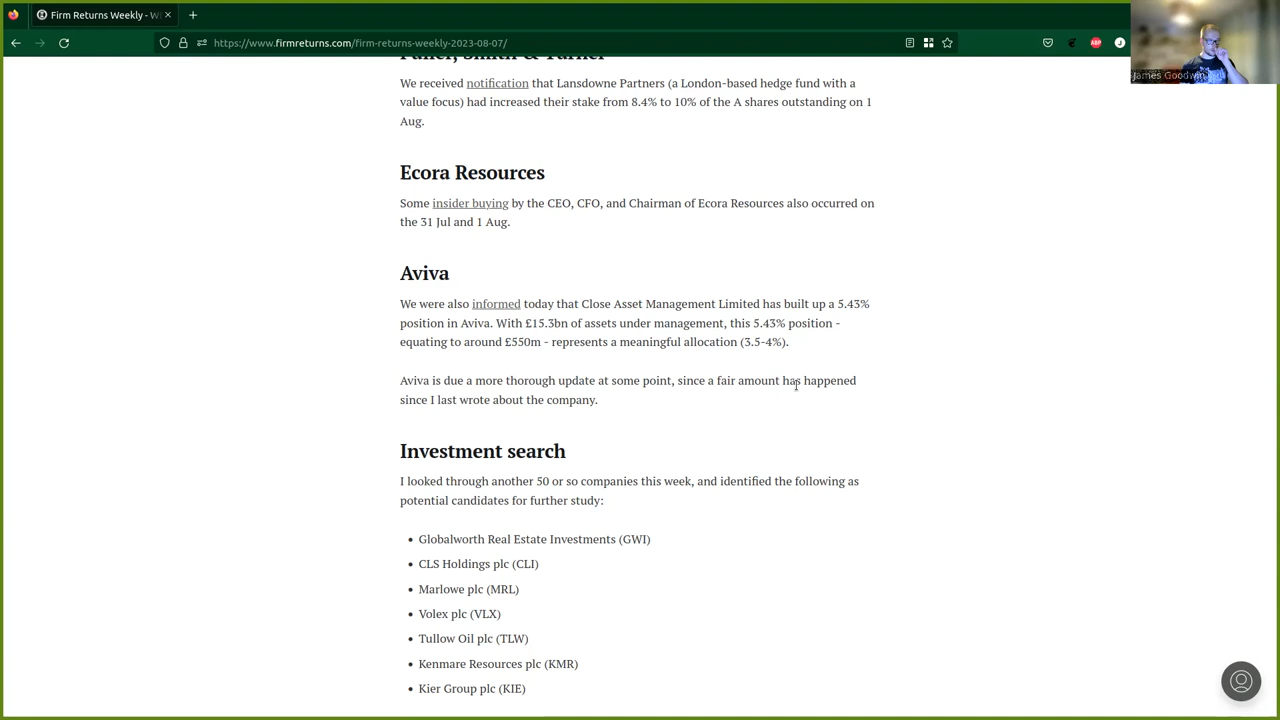 Firm Returns Weekly - W
https://www.firmreturns.com/firm-returns-weekly-2023-08-07/
ABP
J
James Goodwin
Fuller, Smith & Turner
We received notification that Lansdowne Partners (a London-based hedge fund with a
value focus) had increased their stake from 8.4% to 10% of the A shares outstanding on 1
Aug.
Ecora Resources
Some insider buying by the CEO, CFO, and Chairman of Ecora Resources also occurred on
the 31 Jul and 1 Aug.
Aviva
We were also informed today that Close Asset Management Limited has built up a 5.43%
position in Aviva. With £15.3bn of assets under management, this 5.43% position -
equating to around £550m - represents a meaningful allocation (3.5-4%).
Aviva is due a more thorough update at some point, since a fair amount has happened
since I last wrote about the company.
Investment search
I looked through another 50 or so companies this week, and identified the following as
potential candidates for further study:
• Globalworth Real Estate Investments (GWI)
• CLS Holdings plc (CLI)
• Marlowe plc (MRL)
• Volex plc (VLX)
• Tullow Oil plc (TLW)
• Kenmare Resources plc (KMR)
• Kier Group plc (KIE)